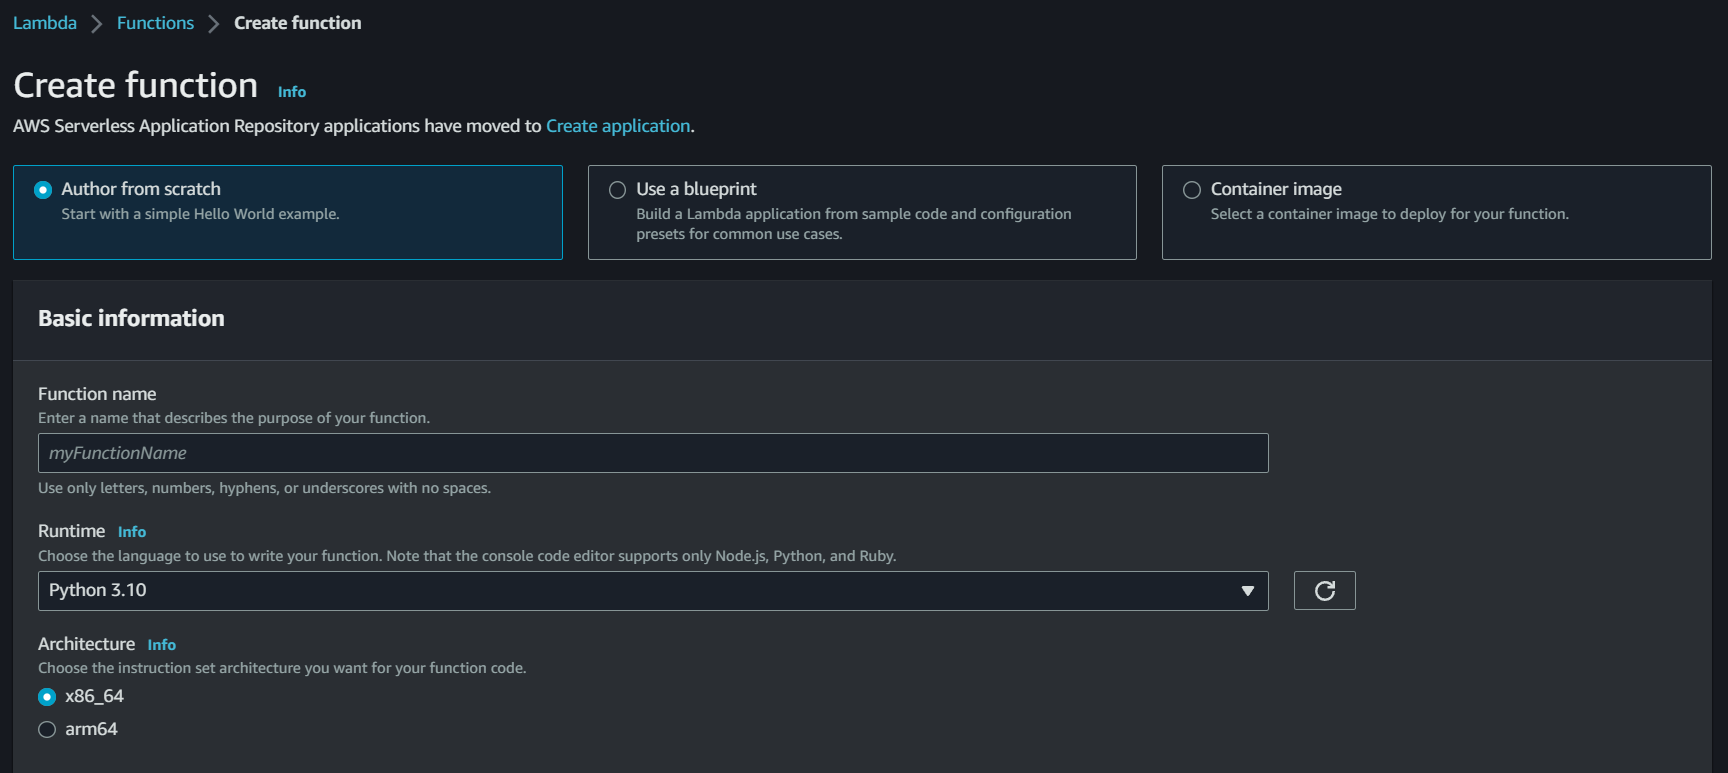 Lambda > Functions > Create function
Create function Info
AWS Serverless Application Repository applications have moved to Create application.
Author from scratch
Start with a simple Hello World example.
Use a blueprint
Build a Lambda application from sample code and configuration
presets for common use cases.
Container image
Select a container image to deploy for your function.
Basic information
Function name
Enter a name that describes the purpose of your function.
myFunctionName
Use only letters, numbers, hyphens, or underscores with no spaces.
Runtime Info
Choose the language to use to write your function. Note that the console code editor supports only Node.js, Python, and Ruby.
Python 3.10
Architecture Info
Choose the instruction set architecture you want for your function code.
x86_64
arm64